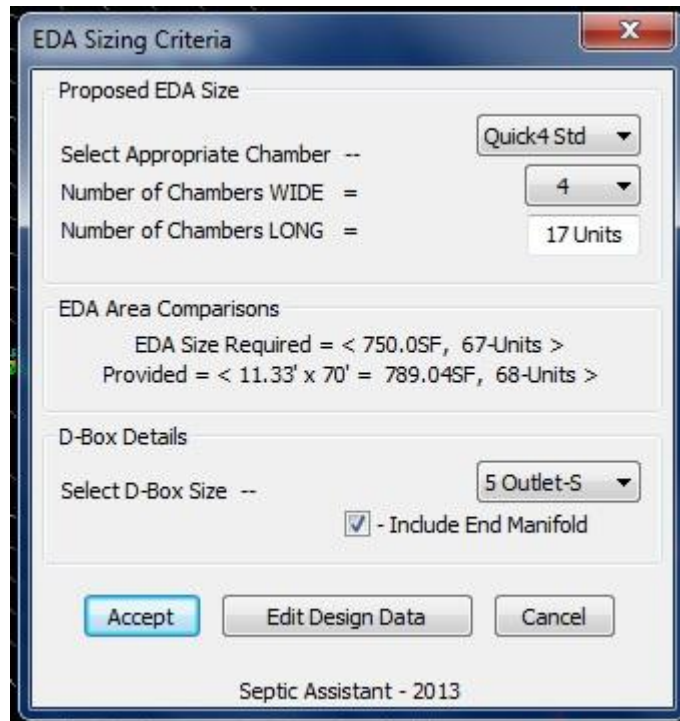 EDA Sizing Criteria
Proposed EDA Size
Select Appropriate Chamber --
Quick4 Std
Number of Chambers WIDE =
4
Number of Chambers LONG =
17 Units
EDA Area Comparisons
EDA Size Required = < 750.0SF, 67-Units >
Provided = < 11.33' x 70' = 789.04SF, 68-Units >
D-Box Details
Select D-Box Size --
5 Outlet-S
- Include End Manifold
Accept
Edit Design Data
Cancel
Septic Assistant - 2013